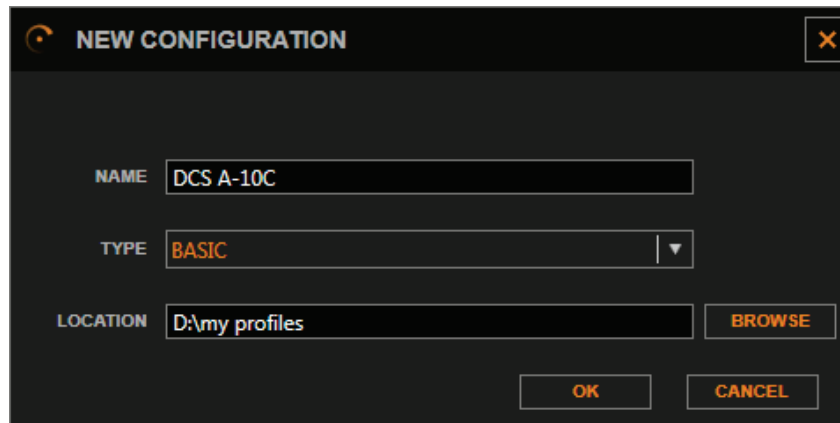 NEW CONFIGURATION
NAME DCS A-10C
TYPE BASIC
LOCATION D:\my profiles BROWSE
OK CANCEL